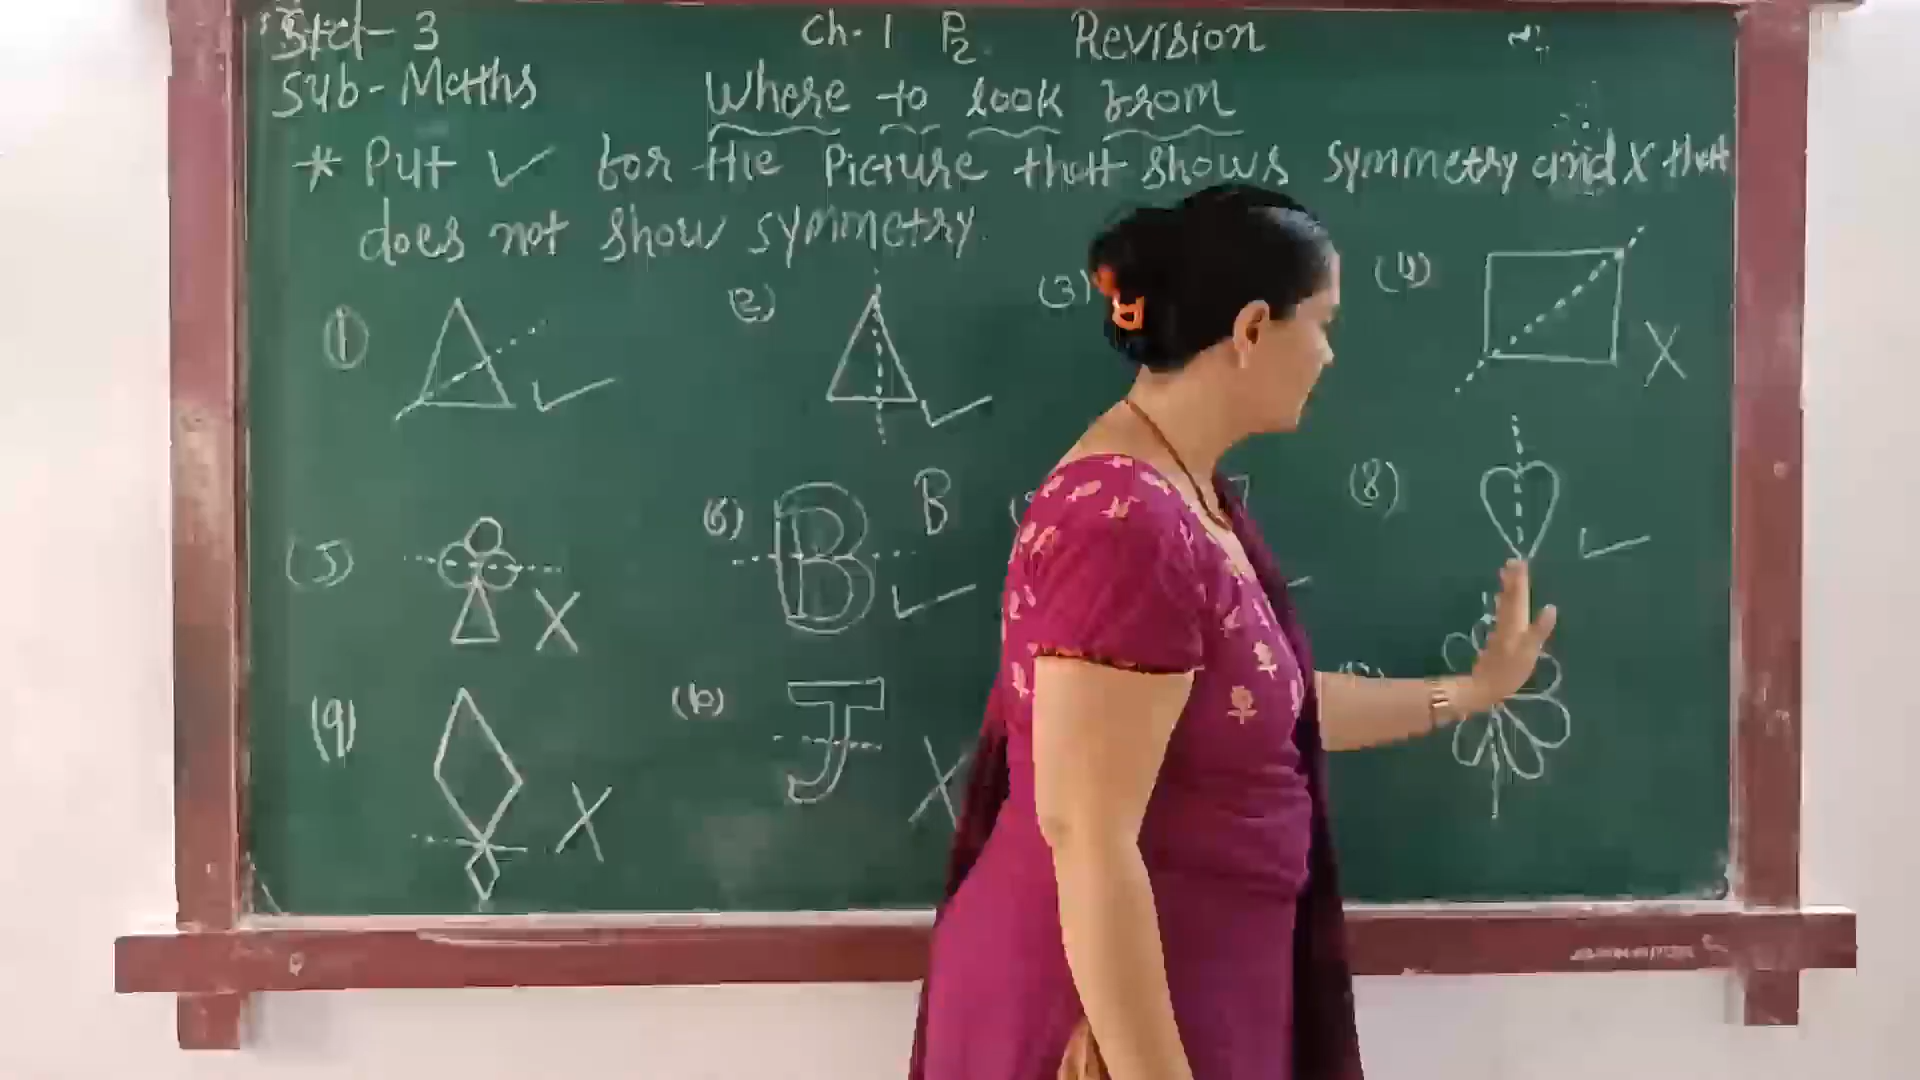 Std- 3 Ch. 1 P2. Revision
Sub- Maths Where to look from
* Put ✓ for the Picture that shows symmetry and X that
does not show symmetry.
① ✓ (2) ✓ (3) (4) X
(5) X (6) B B ✓ (8) ✓
(9) X (10) J X